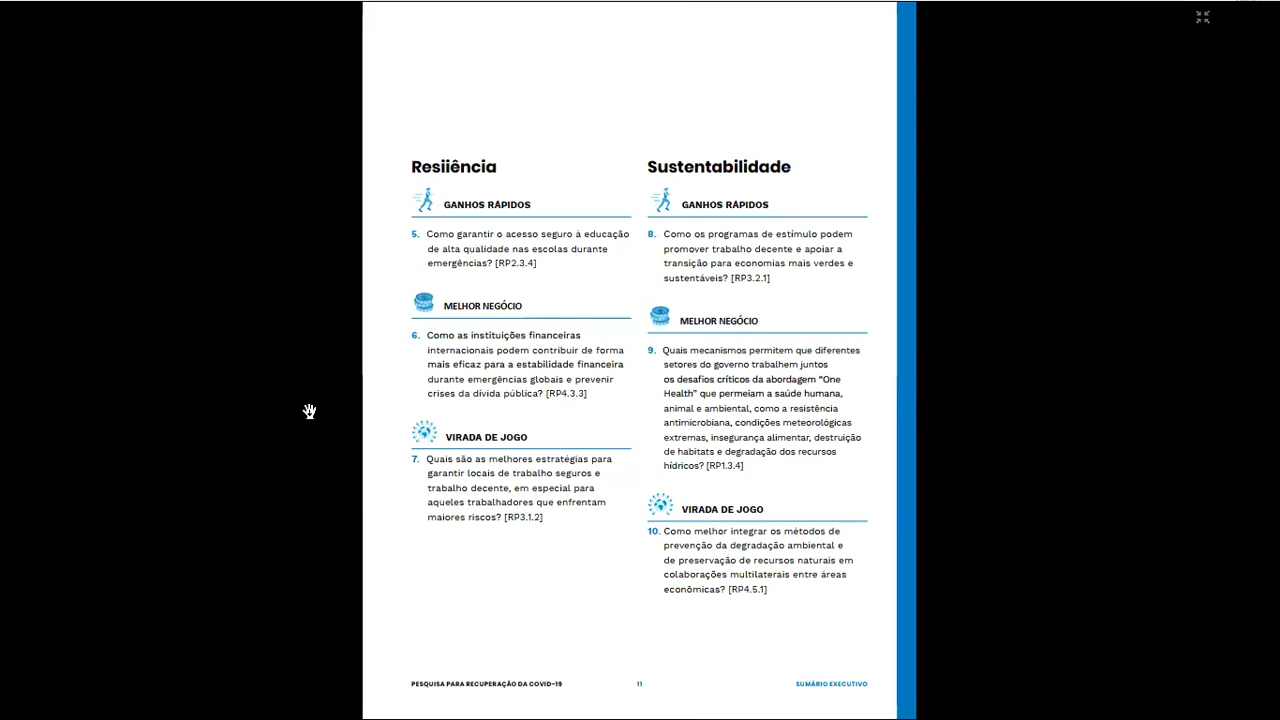 Resiiência
GANHOS RÁPIDOS
5. Como garantir o acesso seguro à educação
de alta qualidade nas escolas durante
emergências? [RP2.3.4]
MELHOR NEGÓCIO
6. Como as instituições financeiras
internacionais podem contribuir de forma
mais eficaz para a estabilidade financeira
durante emergências globais e prevenir
crises da dívida pública? [RP4.3.3]
VIRADA DE JOGO
7. Quais são as melhores estratégias para
garantir locais de trabalho seguros e
trabalho decente, em especial para
aqueles trabalhadores que enfrentam
maiores riscos? [RP3.1.2]
Sustentabilidade
GANHOS RÁPIDOS
8. Como os programas de estímulo podem
promover trabalho decente e apoiar a
transição para economias mais verdes e
sustentáveis? [RP3.2.1]
MELHOR NEGÓCIO
9. Quais mecanismos permitem que diferentes
setores do governo trabalhem juntos
os desafios críticos da abordagem “One
Health” que permeiam a saúde humana,
animal e ambiental, como a resistência
antimicrobiana, condições meteorológicas
extremas, insegurança alimentar, destruição
de habitats e degradação dos recursos
hídricos? [RP1.3.4]
VIRADA DE JOGO
10. Como melhor integrar os métodos de
prevenção da degradação ambiental e
de preservação de recursos naturais em
colaborações multilaterais entre áreas
econômicas? [RP4.5.1]
PESQUISA PARA RECUPERAÇÃO DA COVID-19
11
SUMÁRIO EXECUTIVO